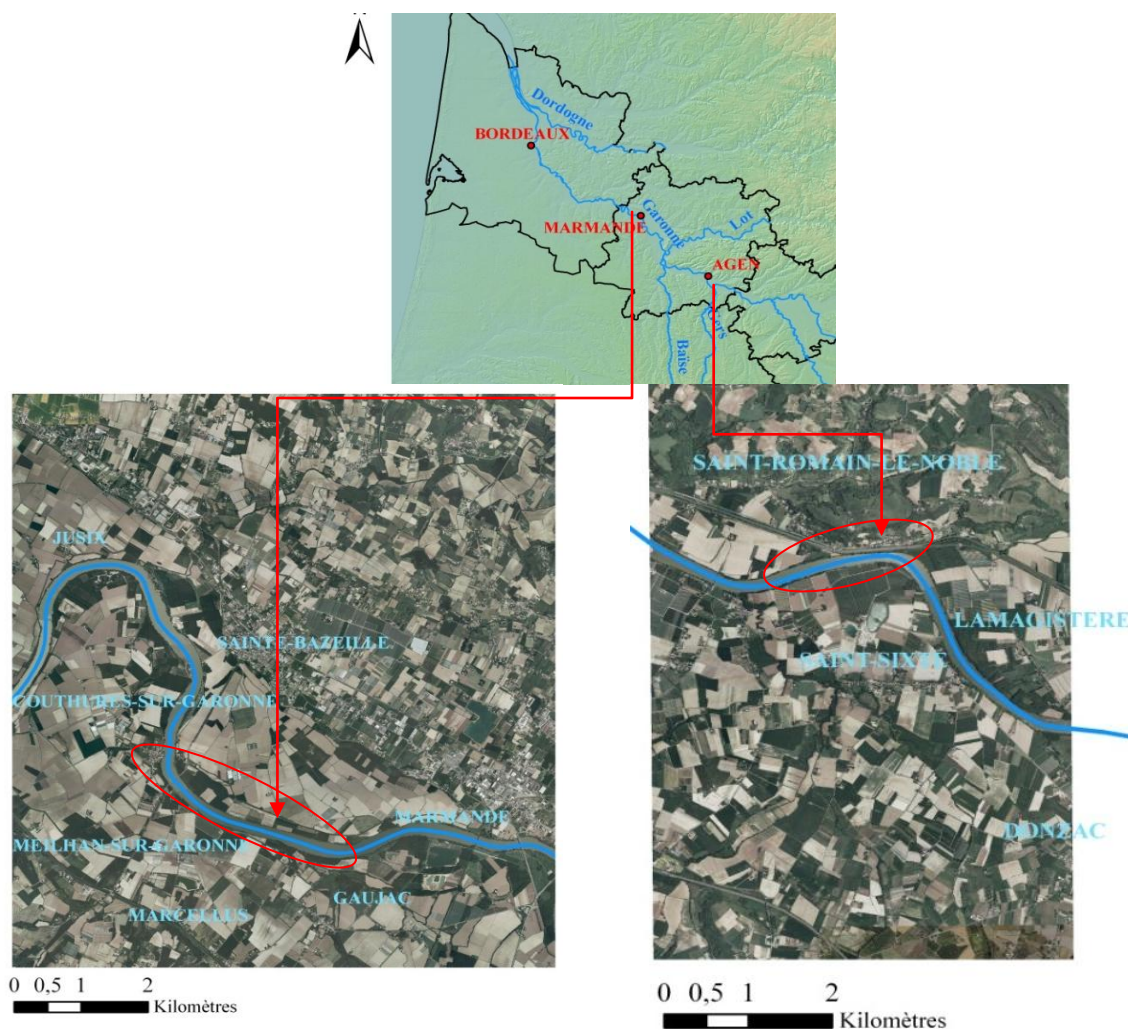 Dordogne
BORDEAUX
MARMANDE
Garonne
Lot
AGEN
Gers
Baïse
JUSIX
SAINTE-BAZEILLE
COUTHURES-SUR-GARONNE
MARMANDE
MEILHAN-SUR-GARONNE
GAUJAC
MARCELLUS
0 0,5 1 2
Kilomètres
SAINT-ROMAIN-LE-NOBLE
LAMAGISTERE
SAINT-SIXTE
DONZAC
0 0,5 1 2
Kilomètres